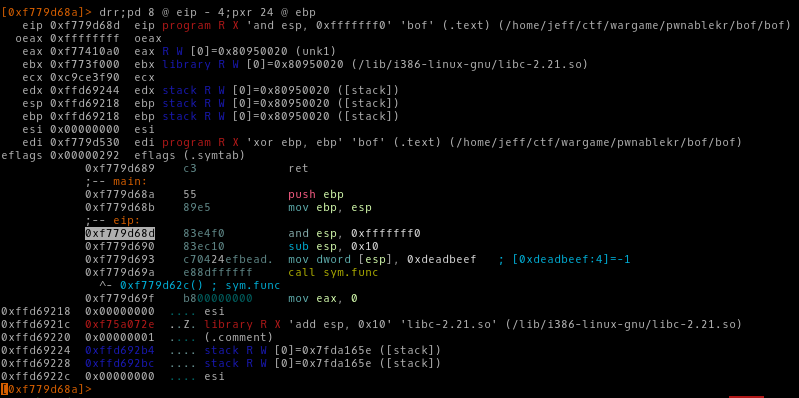 [0xf779d68a]> drr;pd 8 @ eip - 4;pxr 24 @ ebp
eip 0xf779d68d eip program R X 'and esp, 0xfffffff0' 'bof' (.text) (/home/jeff/ctf/wargame/pwnablekr/bof/bof)
oeax 0xffffffff oeax
eax 0xf77410a0 eax R W [0]=0x80950020 (unk1)
ebx 0xf773f000 ebx library R W [0]=0x80950020 (/lib/i386-linux-gnu/libc-2.21.so)
ecx 0xc9ce3f90 ecx
edx 0xffd69244 edx stack R W [0]=0x80950020 ([stack])
esp 0xffd69218 ebp stack R W [0]=0x80950020 ([stack])
ebp 0xffd69218 ebp stack R W [0]=0x80950020 ([stack])
esi 0x00000000 esi
edi 0xf779d530 edi program R X 'xor ebp, ebp' 'bof' (.text) (/home/jeff/ctf/wargame/pwnablekr/bof/bof)
eflags 0x00000292 eflags (.symtab)
0xf779d689 c3 ret
;-- main:
0xf779d68a 55 push ebp
0xf779d68b 89e5 mov ebp, esp
;-- eip:
0xf779d68d 83e4f0 and esp, 0xfffffff0
0xf779d690 83ec10 sub esp, 0x10
0xf779d693 c70424efbead. mov dword [esp], 0xdeadbeef ; [0xdeadbeef:4]=-1
0xf779d69a e88dffffff call sym.func
^- 0xf779d62c() ; sym.func
0xf779d69f b800000000 mov eax, 0
0xffd69218 0x00000000 .... esi
0xffd6921c 0xf75a072e ..Z. library R X 'add esp, 0x10' 'libc-2.21.so' (/lib/i386-linux-gnu/libc-2.21.so)
0xffd69220 0x00000001 .... (.comment)
0xffd69224 0xffd692b4 .... stack R W [0]=0x7fda165e ([stack])
0xffd69228 0xffd692bc .... stack R W [0]=0x7fda165e ([stack])
0xffd6922c 0x00000000 .... esi
[0xf779d68a]>